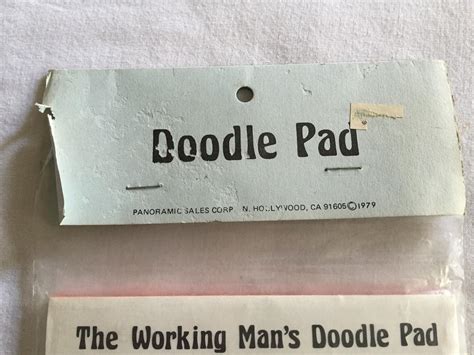 Doodle Pad
PANORAMIC SALES CORP N. HOLLYWOOD, CA 91605 ©1979
The Working Man's Doodle Pad